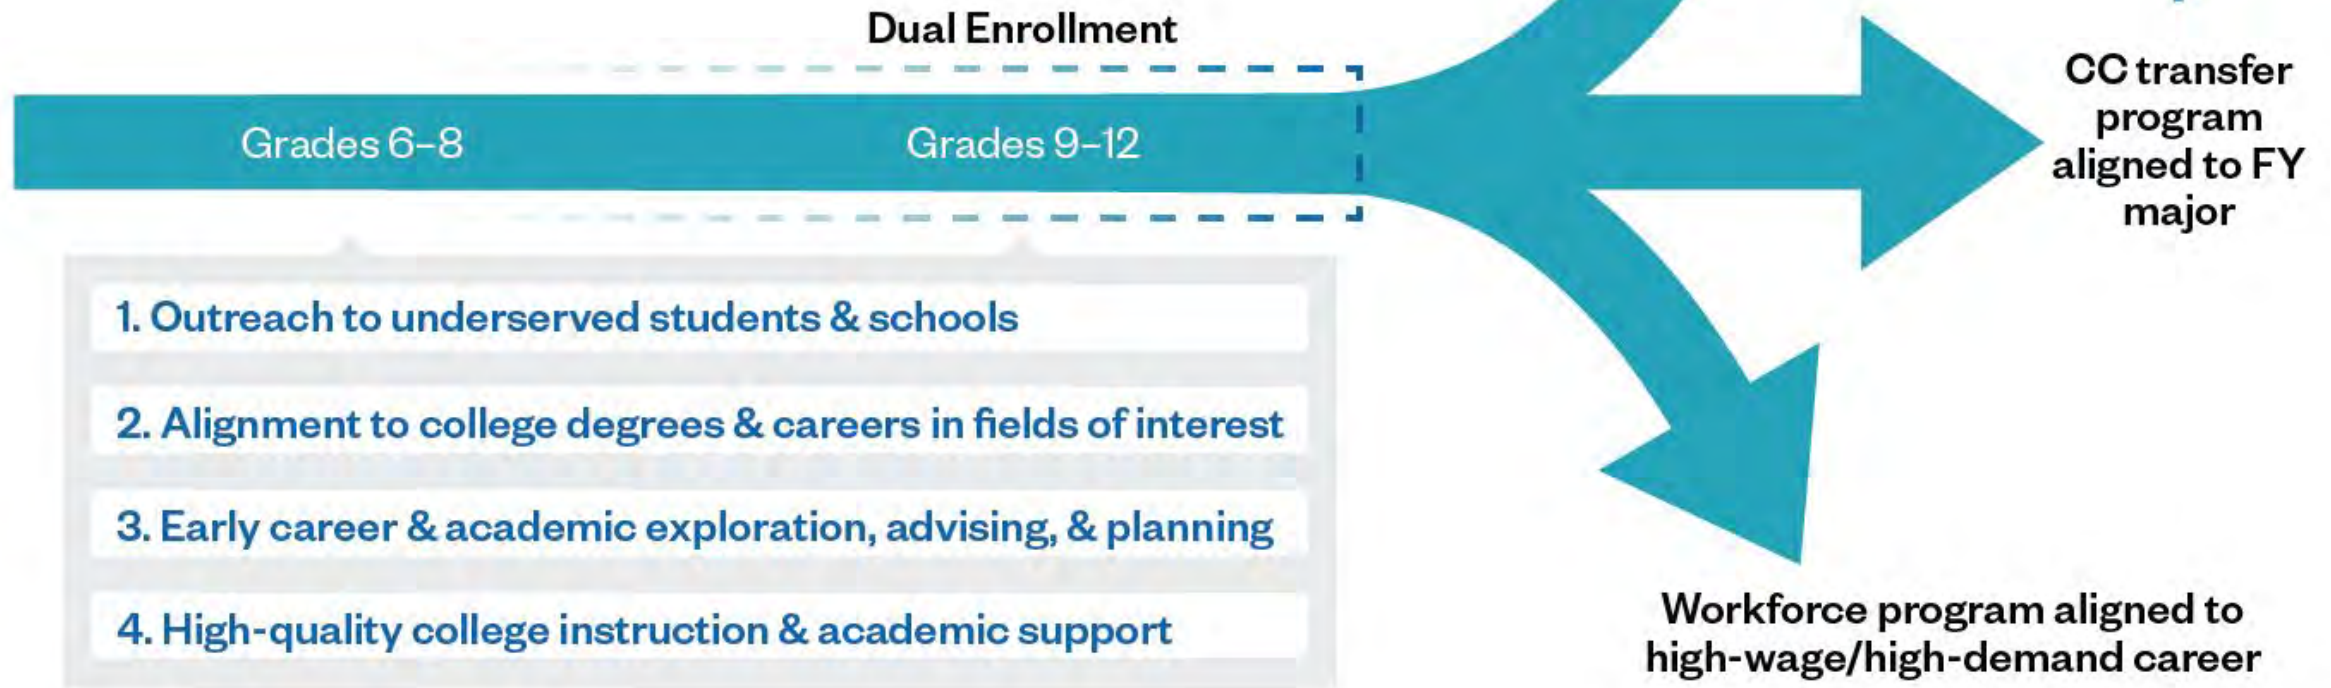 Dual Enrollment
Grades 6–8
Grades 9–12
CC transfer
program
aligned to FY
major
1. Outreach to underserved students & schools
2. Alignment to college degrees & careers in fields of interest
3. Early career & academic exploration, advising, & planning
4. High-quality college instruction & academic support
Workforce program aligned to
high-wage/high-demand career